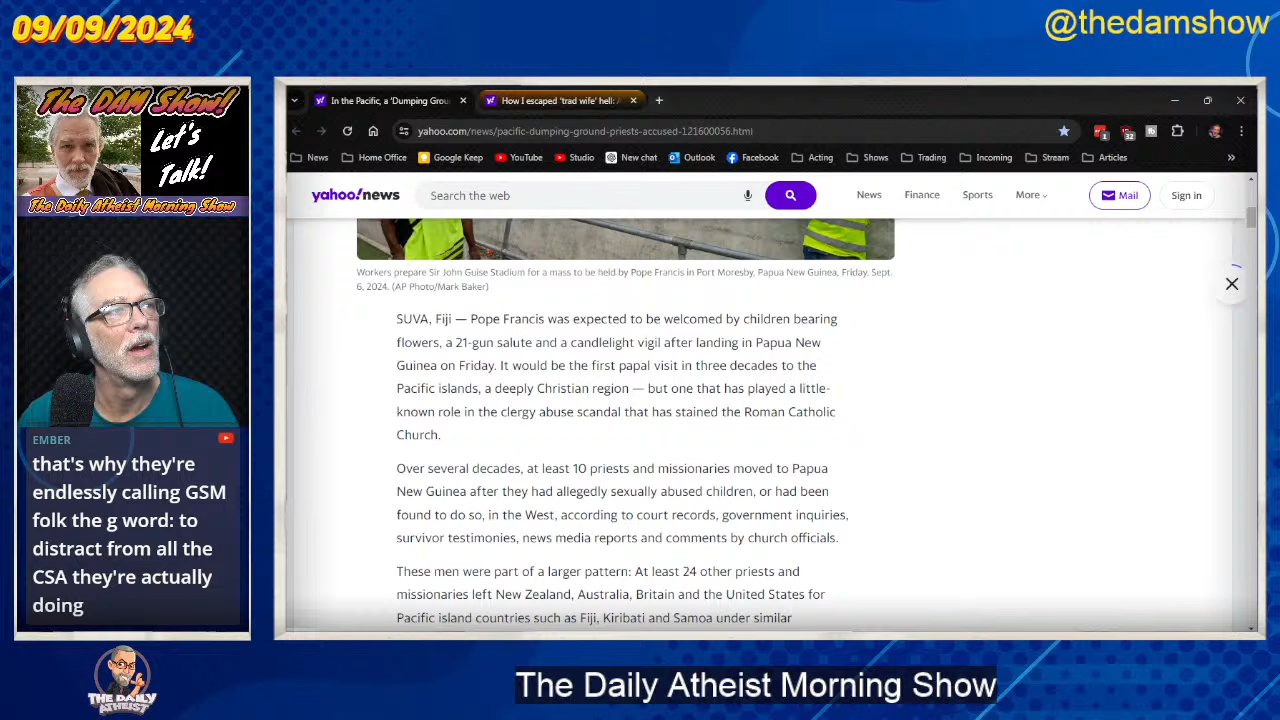 09/09/2024
@thedamshow
The DAM Show!
Let's
Talk!
The Daily Atheist Morning Show
In the Pacific, a 'Dumping Grou
How I escaped 'trad wife' hell:
yahoo.com/news/pacific-dumping-ground-priests-accused-121600056.html
1
32
News
Home Office
Google Keep
YouTube
Studio
New chat
Outlook
Facebook
Acting
Shows
Trading
Incoming
Stream
Articles
yahoo!news
Search the web
News
Finance
Sports
More
Mail
Sign in
Workers prepare Sir John Guise Stadium for a mass to be held by Pope Francis in Port Moresby, Papua New Guinea, Friday, Sept.
6, 2024. (AP Photo/Mark Baker)
SUVA, Fiji — Pope Francis was expected to be welcomed by children bearing
flowers, a 21-gun salute and a candlelight vigil after landing in Papua New
Guinea on Friday. It would be the first papal visit in three decades to the
Pacific islands, a deeply Christian region — but one that has played a little-
known role in the clergy abuse scandal that has stained the Roman Catholic
Church.
Over several decades, at least 10 priests and missionaries moved to Papua
New Guinea after they had allegedly sexually abused children, or had been
found to do so, in the West, according to court records, government inquiries,
survivor testimonies, news media reports and comments by church officials.
These men were part of a larger pattern: At least 24 other priests and
missionaries left New Zealand, Australia, Britain and the United States for
Pacific island countries such as Fiji, Kiribati and Samoa under similar
EMBER
that's why they're
endlessly calling GSM
folk the g word: to
distract from all the
CSA they're actually
doing
THE DAILY
ATHEIST
The Daily Atheist Morning Show